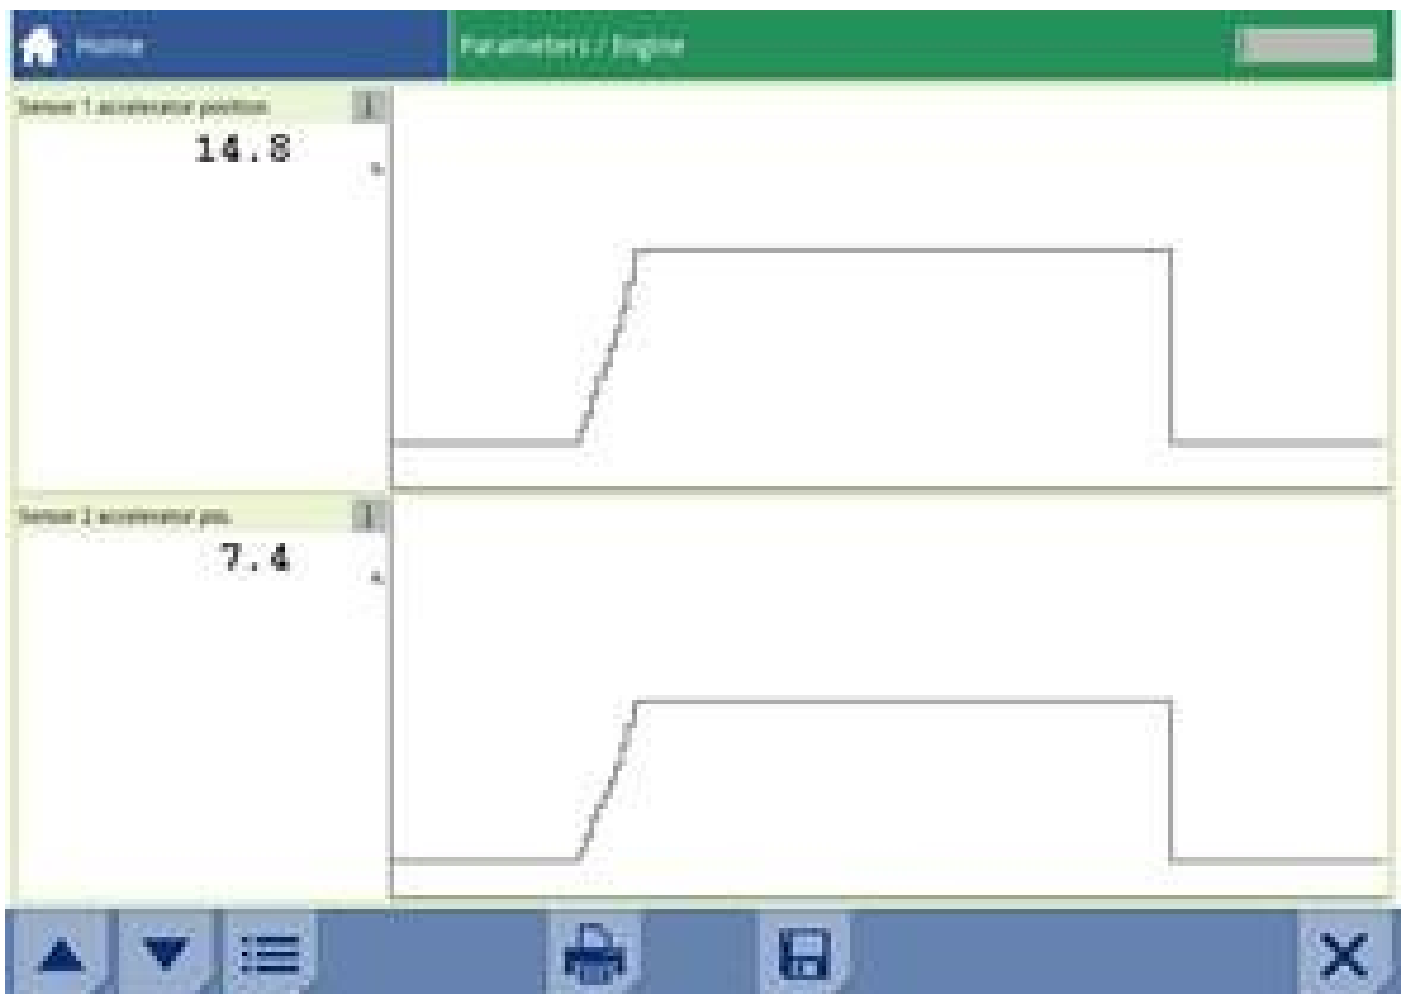 Home
Parameters / Engine
Sensor 1 accelerator position
14.8
%
Sensor 2 accelerator pos.
7.4
%